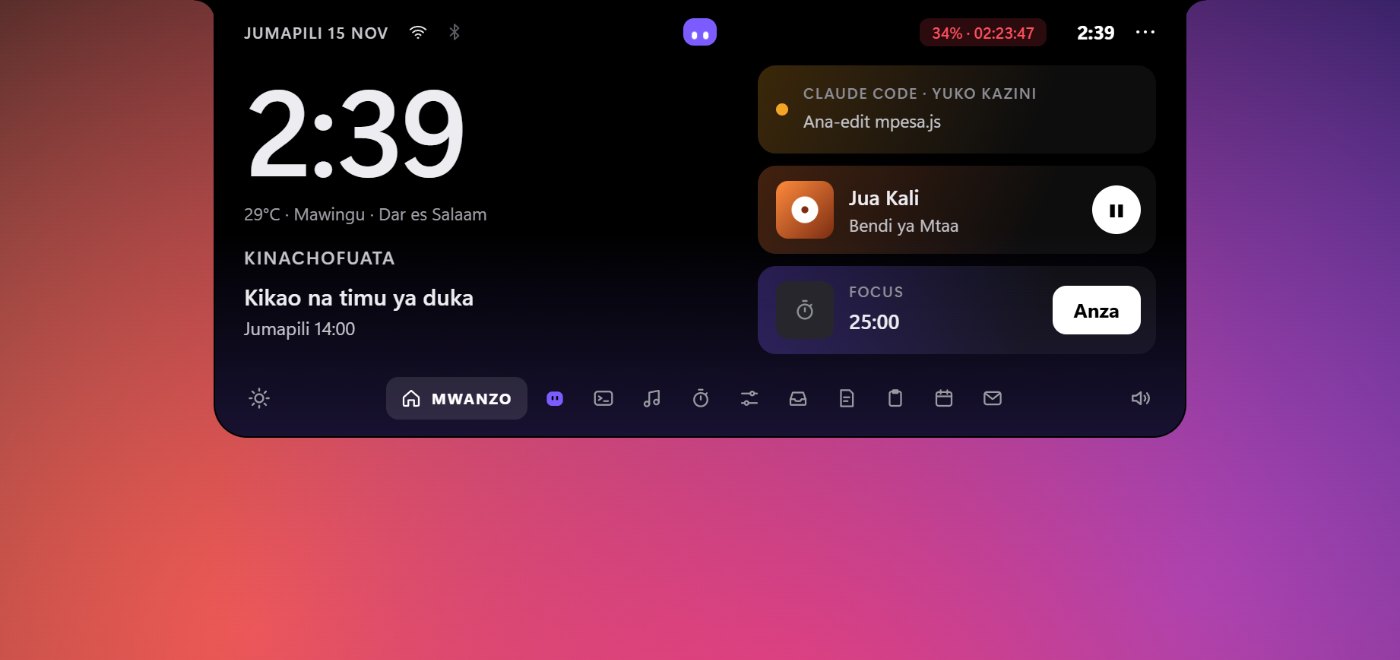 JUMAPILI 15 NOV
34% · 02:23:47
2:39
2:39
29°C · Mawingu · Dar es Salaam
KINACHOFUATA
Kikao na timu ya duka
Jumapili 14:00
CLAUDE CODE · YUKO KAZINI
Ana-edit mpesa.js
Jua Kali
Bendi ya Mtaa
FOCUS
25:00
Anza
MWANZO